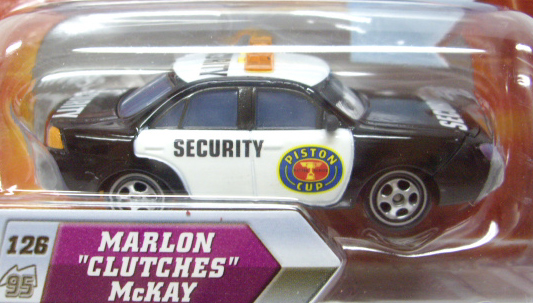 SECURITY
PISTON
CUP
126
95
MARLON
"CLUTCHES"
McKAY